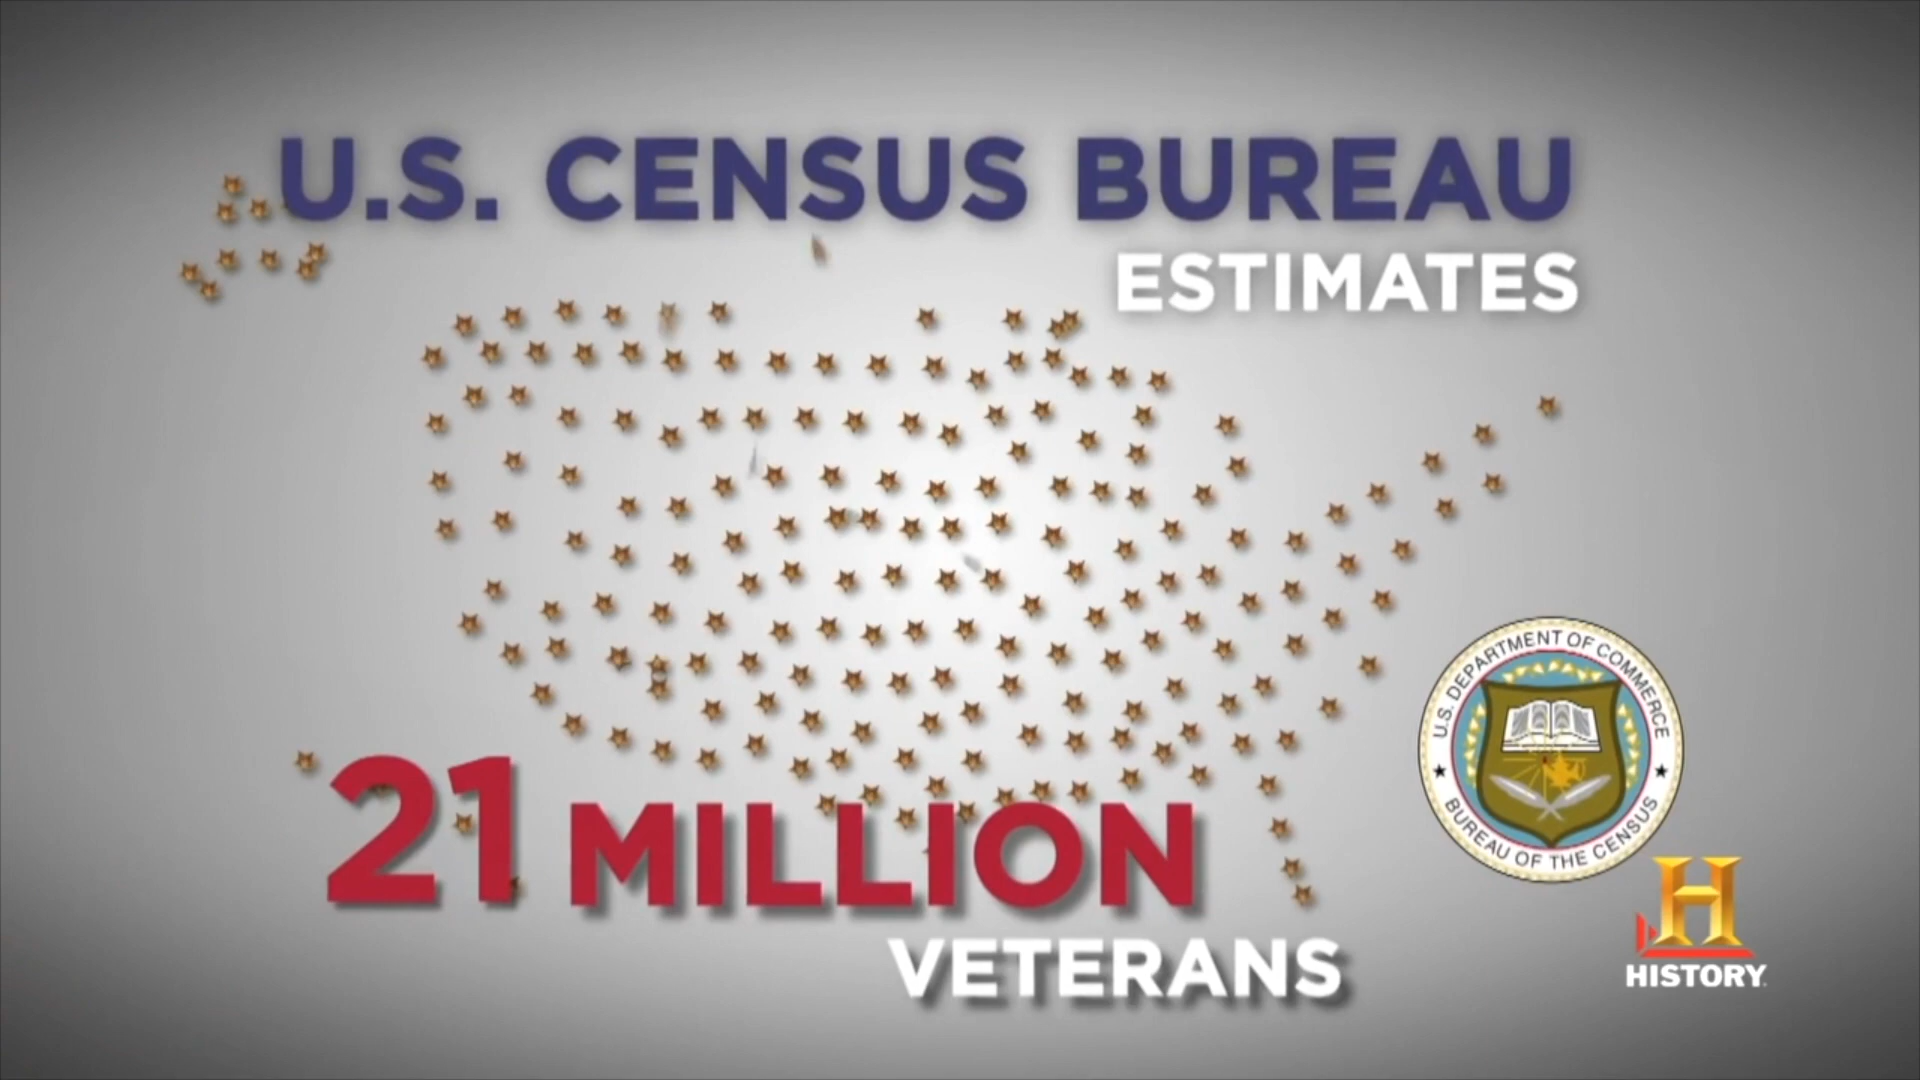 U.S. CENSUS BUREAU
ESTIMATES
21 MILLION
VETERANS
U.S. DEPARTMENT OF COMMERCE
BUREAU OF THE CENSUS
H
HISTORY